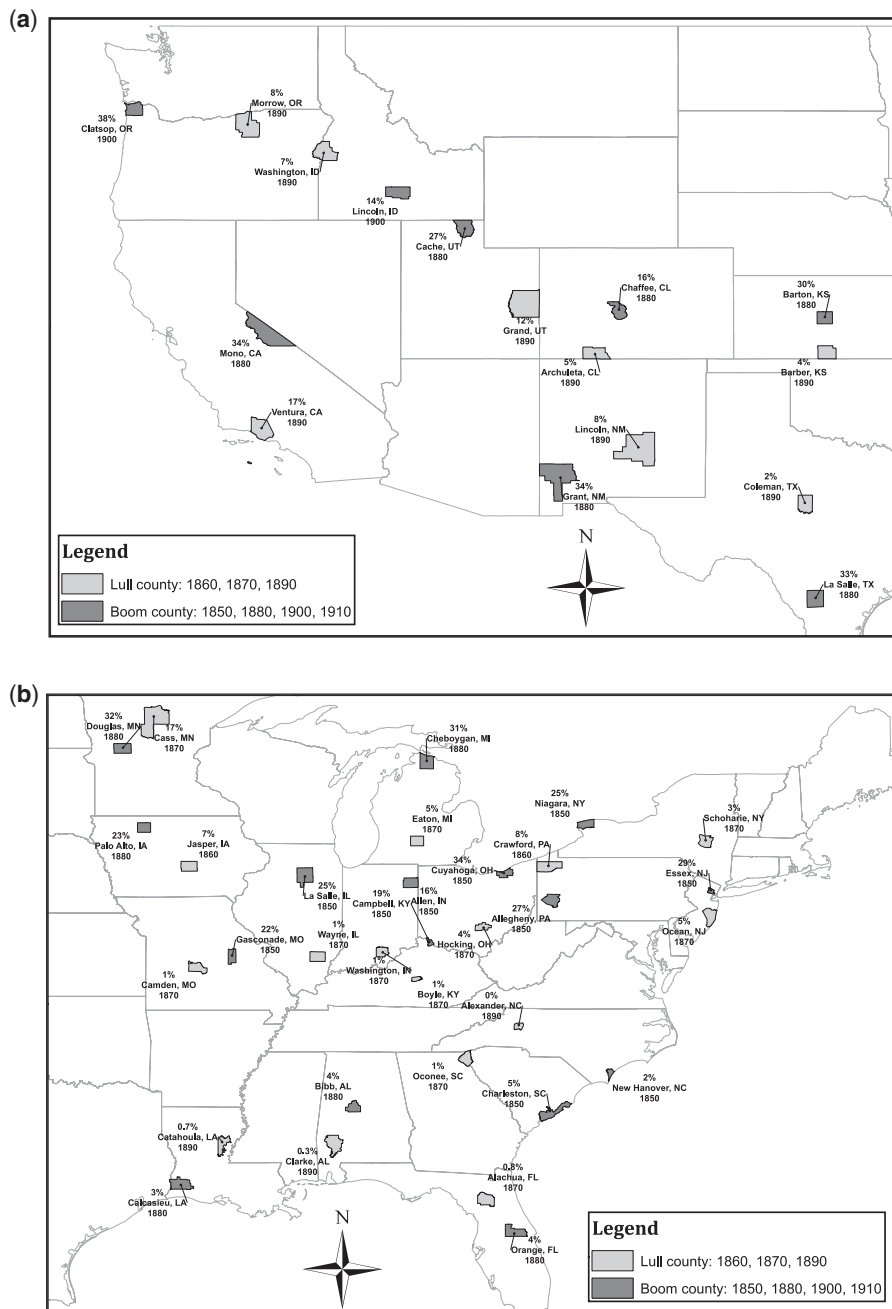 (a)
8%
Morrow, OR
1890
38%
Clatsop, OR
1900
7%
Washington, ID
1890
14%
Lincoln, ID
1900
27%
Cache, UT
1880
16%
Chaffee, CL
1880
30%
Barton, KS
1880
12%
Grand, UT
1890
34%
Mono, CA
1880
5%
Archuleta, CL
1890
4%
Barber, KS
1890
17%
Ventura, CA
1890
8%
Lincoln, NM
1890
34%
Grant, NM
1880
2%
Coleman, TX
1890
33%
La Salle, TX
1880
N
Legend
Lull county: 1860, 1870, 1890
Boom county: 1850, 1880, 1900, 1910
(b)
32%
Douglas, MN
1880
17%
Cass, MN
1870
31%
Cheboygan, MI
1880
25%
Niagara, NY
1850
3%
Schoharie, NY
1870
5%
Eaton, MI
1870
8%
Crawford, PA
1860
23%
Palo Alto, IA
1880
7%
Jasper, IA
1860
34%
Cuyahoga, OH
1850
29%
Essex, NJ
1850
25%
La Salle, IL
1850
19%
Campbell, KY
1850
16%
Allen, IN
1850
27%
Allegheny, PA
1850
5%
Ocean, NJ
1870
22%
Gasconade, MO
1850
1%
Wayne, IL
1870
4%
Hocking, OH
1870
1%
Washington, IN
1870
1%
Camden, MO
1870
1%
Boyle, KY
1870
0%
Alexander, NC
1890
1%
Oconee, SC
1870
5%
Charleston, SC
1850
2%
New Hanover, NC
1850
4%
Bibb, AL
1880
0.7%
Catahoula, LA
1890
0.3%
Clarke, AL
1890
0.8%
Alachua, FL
1870
3%
Calcasieu, LA
1880
4%
Orange, FL
1880
N
Legend
Lull county: 1860, 1870, 1890
Boom county: 1850, 1880, 1900, 1910